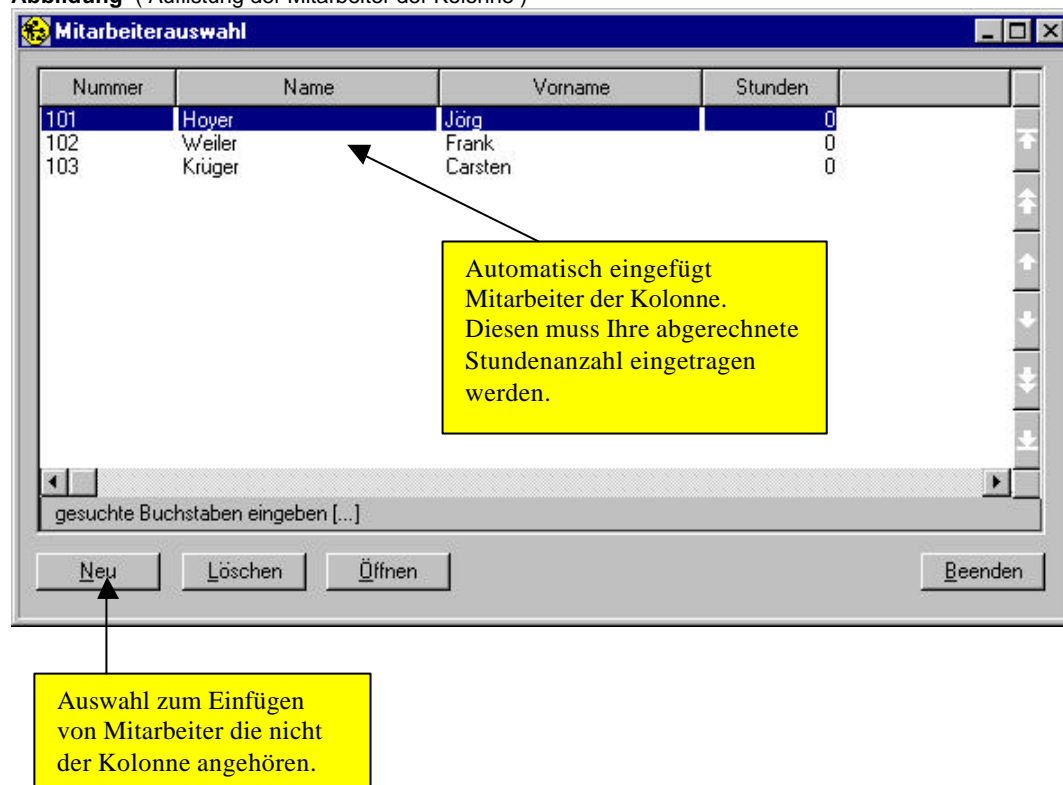 Abbildung ( Auflistung der Mitarbeiter der Kolonne )
Mitarbeiterauswahl
Nummer Name Vorname Stunden
101 Hoyer Jörg 0
102 Weiler Frank 0
103 Krüger Carsten 0
Automatisch eingefügt
Mitarbeiter der Kolonne.
Diesen muss Ihre abgerechnete
Stundenanzahl eingetragen
werden.
gesuchte Buchstaben eingeben [...]
Neu Löschen Öffnen Beenden
Auswahl zum Einfügen
von Mitarbeiter die nicht
der Kolonne angehören.